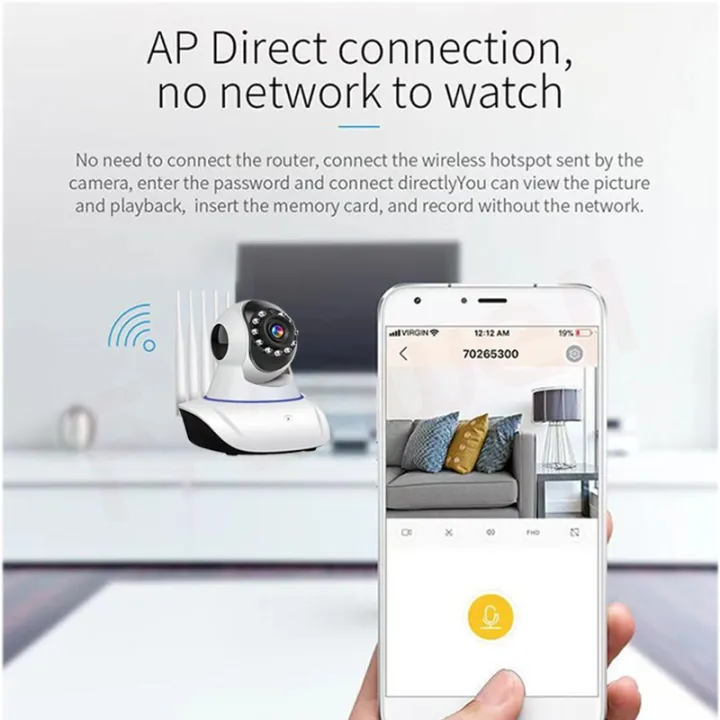 AP Direct connection,
no network to watch
No need to connect the router, connect the wireless hotspot sent by the
camera, enter the password and connect directlyYou can view the picture
and playback, insert the memory card, and record without the network.
VIRGIN 12:12 AM 19%
70265300
FHD